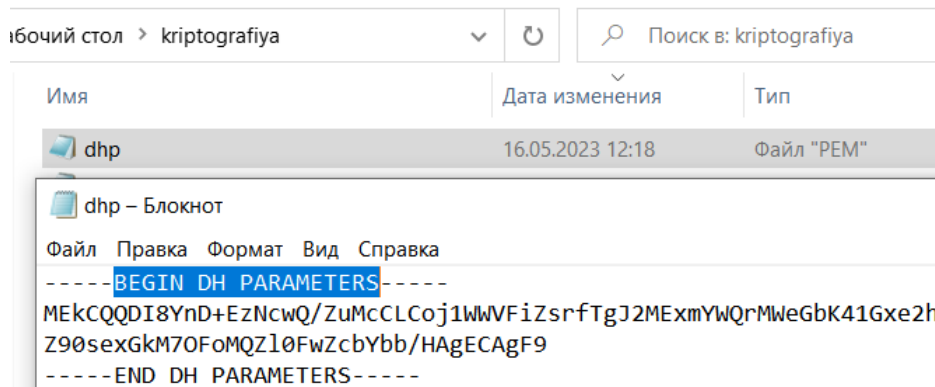 абочий стол > kriptografiya
Поиск в: kriptografiya
Имя Дата изменения Тип
dhp 16.05.2023 12:18 Файл "PEM"
dhp – Блокнот
Файл Правка Формат Вид Справка
-----BEGIN DH PARAMETERS-----
MEkCQQDI8YnD+EzNcwQ/ZuMcCLCoj1WWVFiZsrfTgJ2MExmYWQrMWeGbK41Gxe2h
Z90sexGkM7OFoMQZl0FwZcbYbb/HAgECAgF9
-----END DH PARAMETERS-----